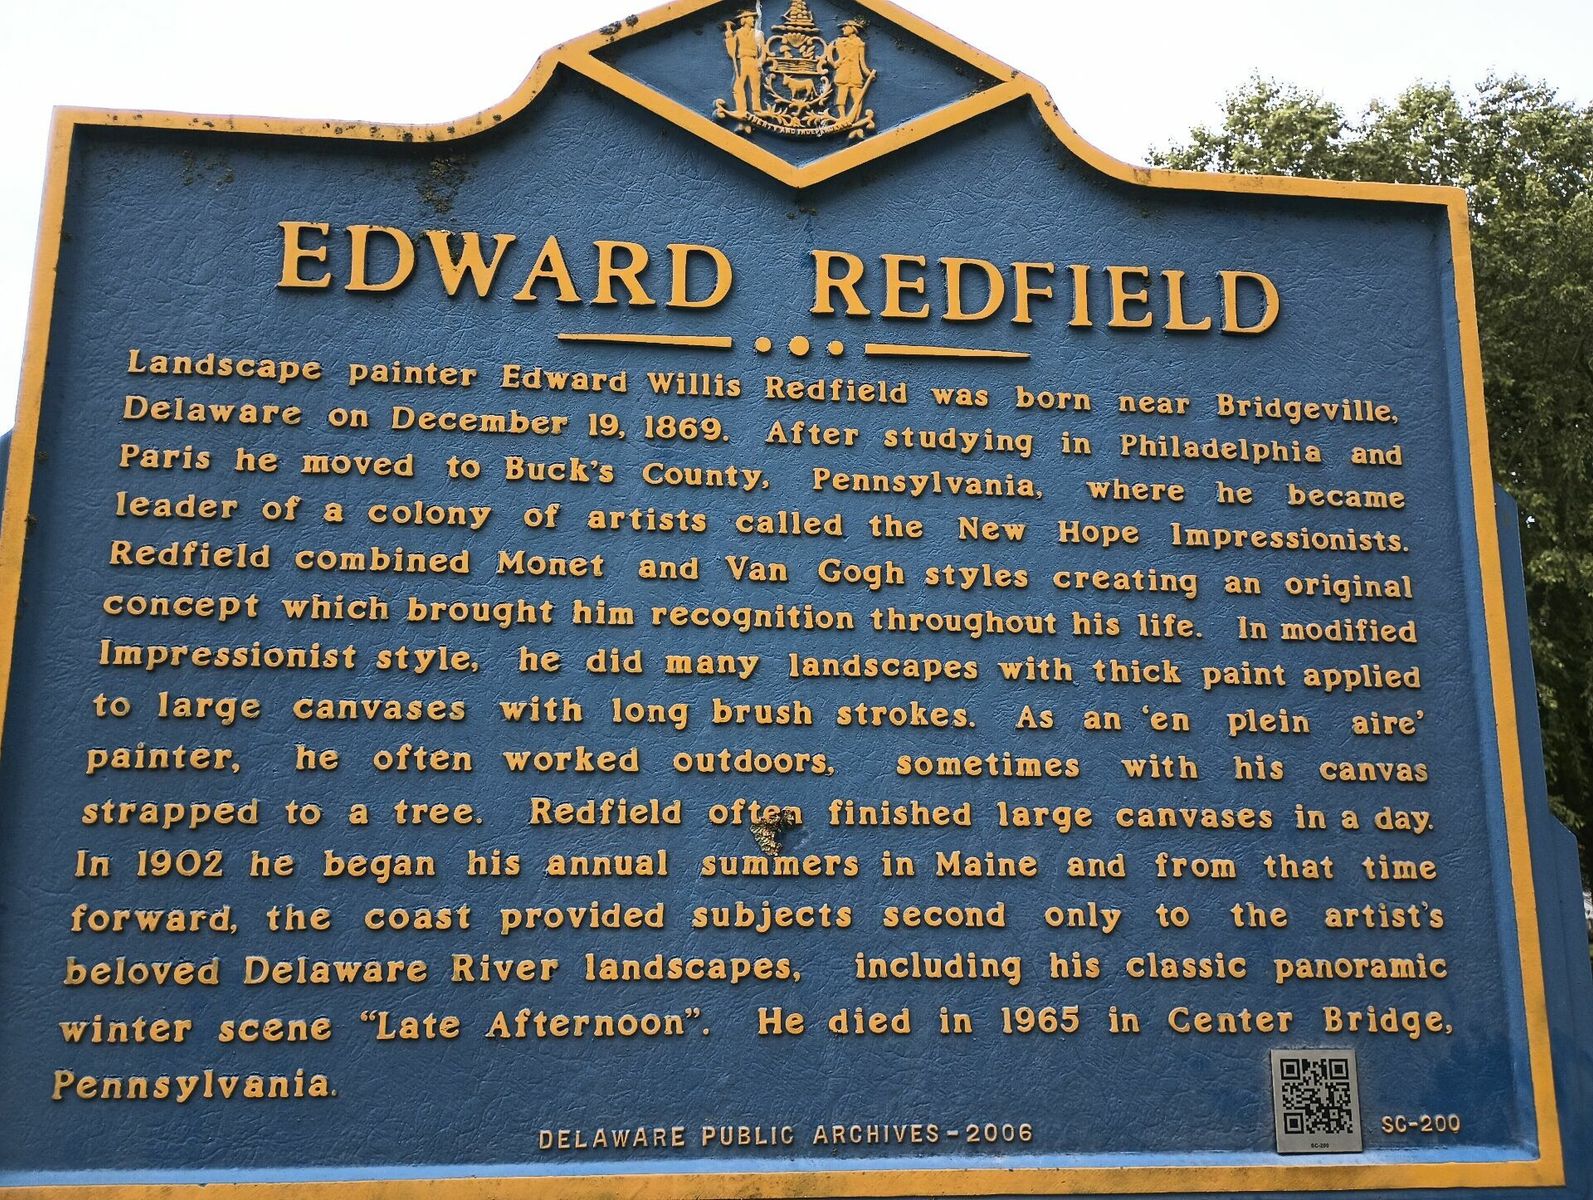 LIBERTY AND INDEPENDENCE
EDWARD REDFIELD
Landscape painter Edward Willis Redfield was born near Bridgeville,
Delaware on December 19, 1869. After studying in Philadelphia and
Paris he moved to Buck's County, Pennsylvania, where he became
leader of a colony of artists called the New Hope Impressionists.
Redfield combined Monet and Van Gogh styles creating an original
concept which brought him recognition throughout his life. In modified
Impressionist style, he did many landscapes with thick paint applied
to large canvases with long brush strokes. As an 'en plein aire'
painter, he often worked outdoors, sometimes with his canvas
strapped to a tree. Redfield often finished large canvases in a day.
In 1902 he began his annual summers in Maine and from that time
forward, the coast provided subjects second only to the artist's
beloved Delaware River landscapes, including his classic panoramic
winter scene "Late Afternoon". He died in 1965 in Center Bridge,
Pennsylvania.
DELAWARE PUBLIC ARCHIVES-2006
SC-200
SC-200